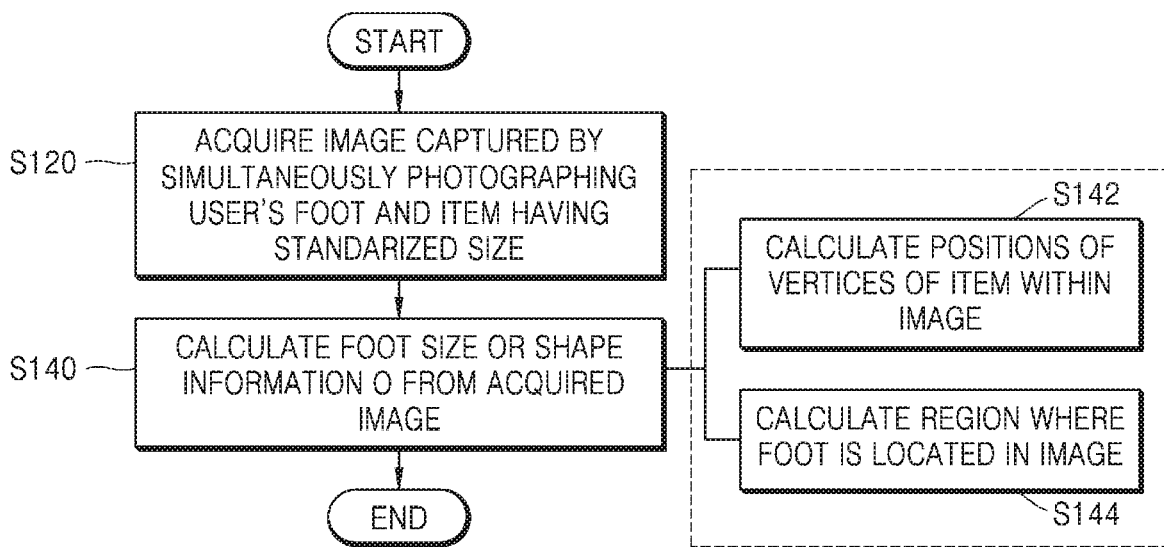 START
S120
ACQUIRE IMAGE CAPTURED BY
SIMULTANEOUSLY PHOTOGRAPHING
USER'S FOOT AND ITEM HAVING
STANDARIZED SIZE
S140
CALCULATE FOOT SIZE OR SHAPE
INFORMATION O FROM ACQUIRED
IMAGE
END
S142
CALCULATE POSITIONS OF
VERTICES OF ITEM WITHIN
IMAGE
CALCULATE REGION WHERE
FOOT IS LOCATED IN IMAGE
S144